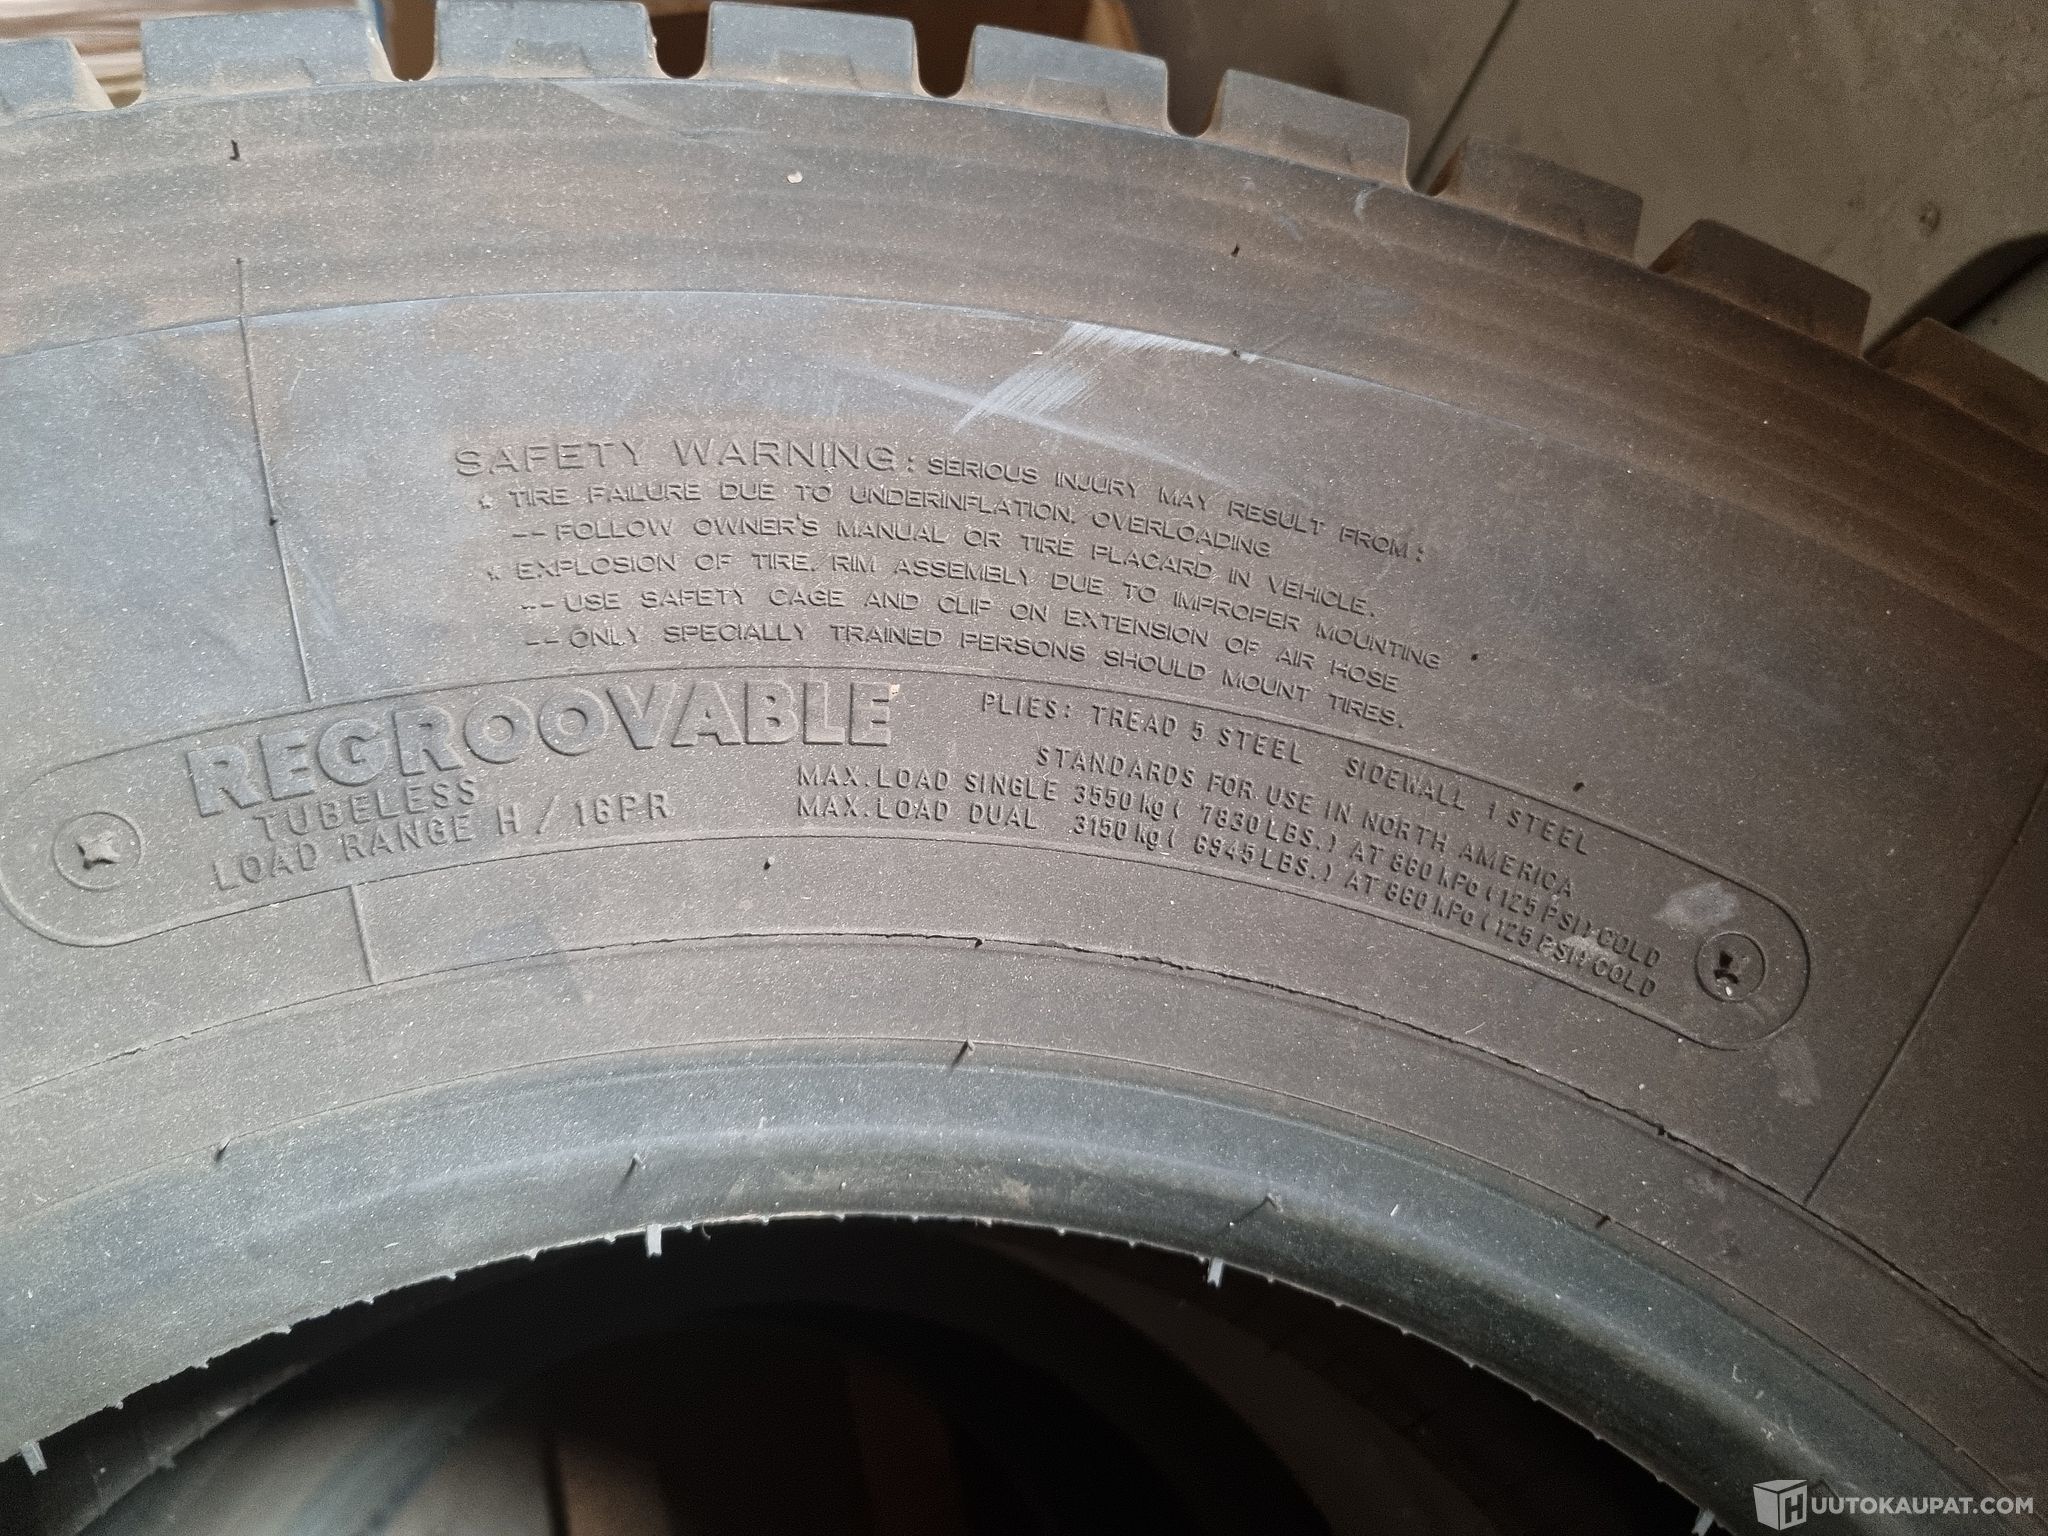 SAFETY WARNING: SERIOUS INJURY MAY RESULT FROM:
* TIRE FAILURE DUE TO UNDERINFLATION. OVERLOADING
-- FOLLOW OWNER'S MANUAL OR TIRE PLACARD IN VEHICLE.
* EXPLOSION OF TIRE/RIM ASSEMBLY DUE TO IMPROPER MOUNTING
-- USE SAFETY CAGE AND CLIP ON EXTENSION OF AIR HOSE
-- ONLY SPECIALLY TRAINED PERSONS SHOULD MOUNT TIRES.
REGROOVABLE
TUBELESS
LOAD RANGE H / 16PR
PLIES: TREAD 5 STEEL SIDEWALL 1 STEEL
STANDARDS FOR USE IN NORTH AMERICA
MAX. LOAD SINGLE 3550 kg ( 7830 LBS. ) AT 860 kPa (125 PSI) COLD
MAX. LOAD DUAL 3150 kg ( 6945 LBS. ) AT 860 kPa (125 PSI) COLD
HUUTOKAUPAT.COM